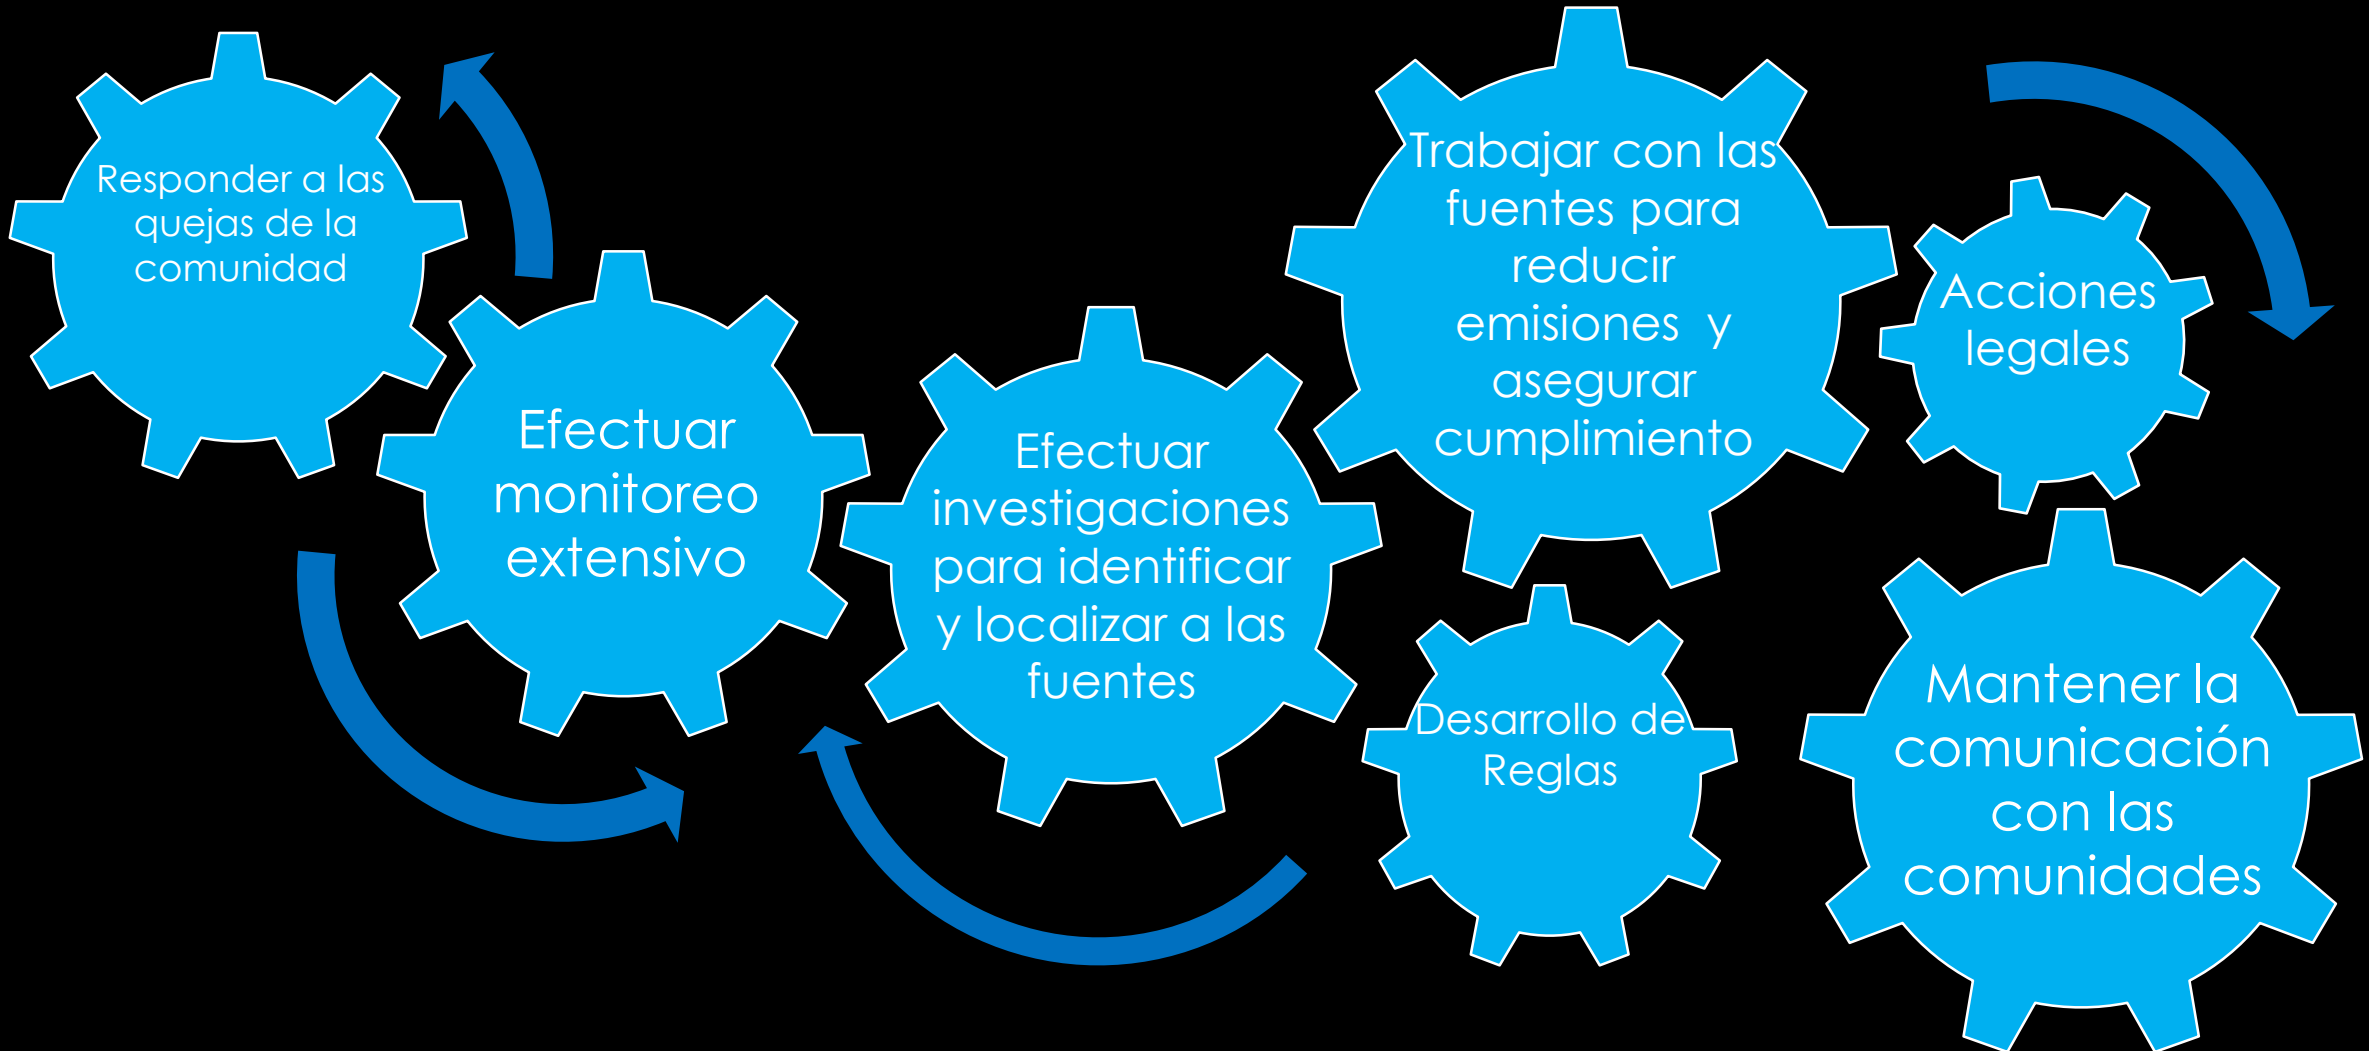 Responder a las
quejas de la
comunidad
Efectuar
monitoreo
extensivo
Efectuar
investigaciones
para identificar
y localizar a las
fuentes
Trabajar con las
fuentes para
reducir
emisiones y
asegurar
cumplimiento
Desarrollo de
Reglas
Acciones
legales
Mantener la
comunicación
con las
comunidades